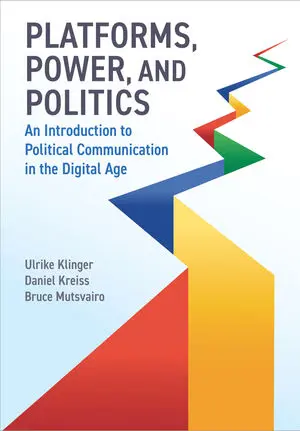 PLATFORMS,
POWER, AND
POLITICS
An Introduction to
Political Communication
in the Digital Age
Ulrike Klinger
Daniel Kreiss
Bruce Mutsvairo